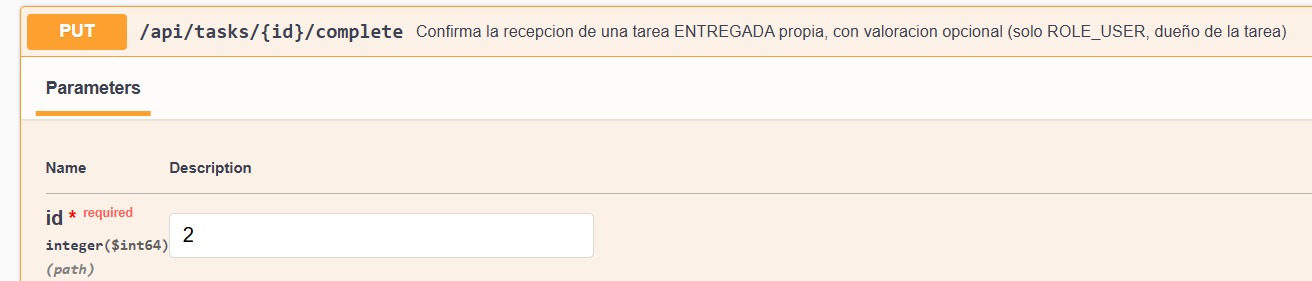 PUT /api/tasks/{id}/complete Confirma la recepcion de una tarea ENTREGADA propia, con valoracion opcional (solo ROLE_USER, dueño de la tarea)
Parameters
Name Description
id * required
2
integer($int64)
(path)